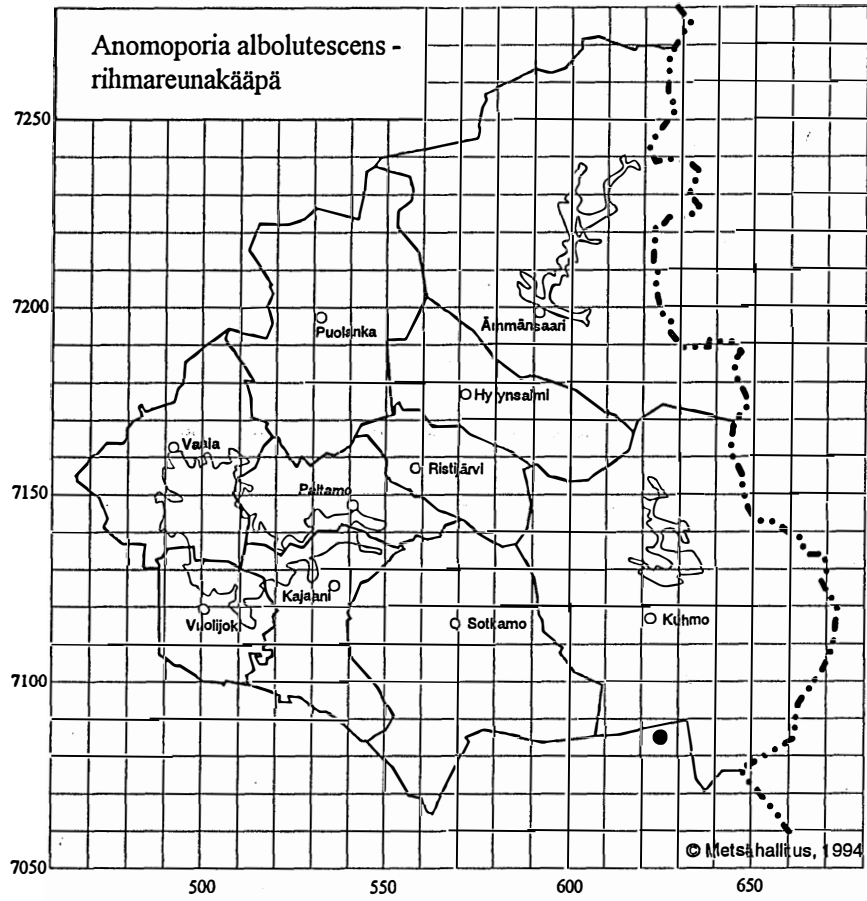 Anomoporia albolutescens -
rihmareunakääpä
7250
7200
Ämmänsaari
Puolanka
Hyrynsalmi
Vaala
Ristijärvi
7150
Paltamo
Kajaani
Vuolijoki
Sotkamo
Kuhmo
7100
© Metsähallitus, 1994
7050
500
550
600
650